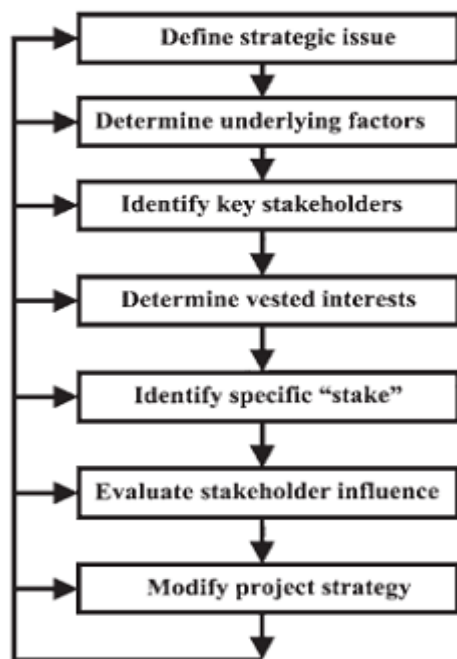 Define strategic issue
Determine underlying factors
Identify key stakeholders
Determine vested interests
Identify specific “stake”
Evaluate stakeholder influence
Modify project strategy